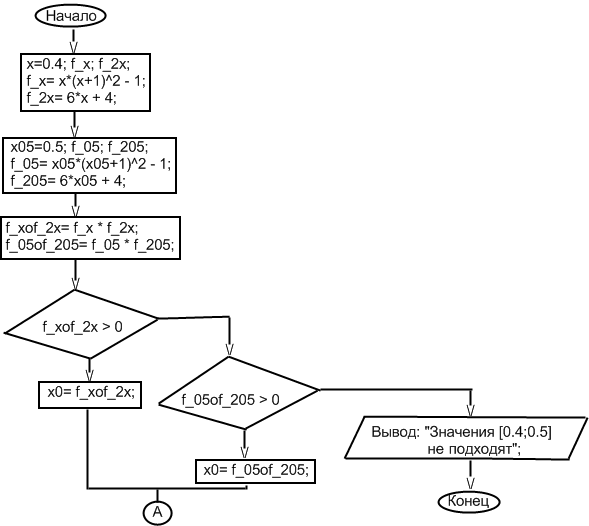 Начало
x=0.4; f_x; f_2x;
f_x= x*(x+1)^2 - 1;
f_2x= 6*x + 4;
x05=0.5; f_05; f_205;
f_05= x05*(x05+1)^2 - 1;
f_205= 6*x05 + 4;
f_xof_2x= f_x * f_2x;
f_05of_205= f_05 * f_205;
f_xof_2x > 0
x0= f_xof_2x;
f_05of_205 > 0
Вывод: "Значения [0.4;0.5]
не подходят";
x0= f_05of_205;
Конец
A